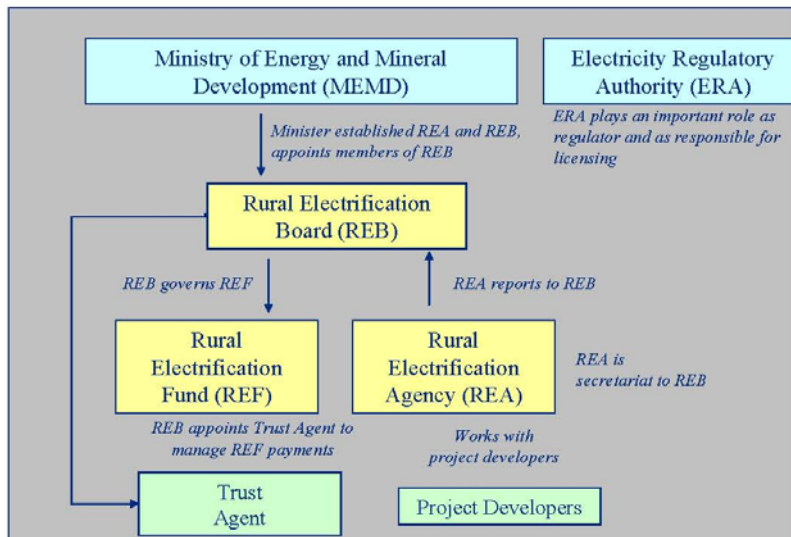 Ministry of Energy and Mineral
Development (MEMD)
Electricity Regulatory
Authority (ERA)
ERA plays an important role as
regulator and as responsible for
licensing
Minister established REA and REB,
appoints members of REB
Rural Electrification
Board (REB)
REB governs REF
REA reports to REB
Rural
Electrification
Fund (REF)
Rural
Electrification
Agency (REA)
REA is
secretariat to REB
REB appoints Trust Agent to
manage REF payments
Works with
project developers
Trust
Agent
Project Developers